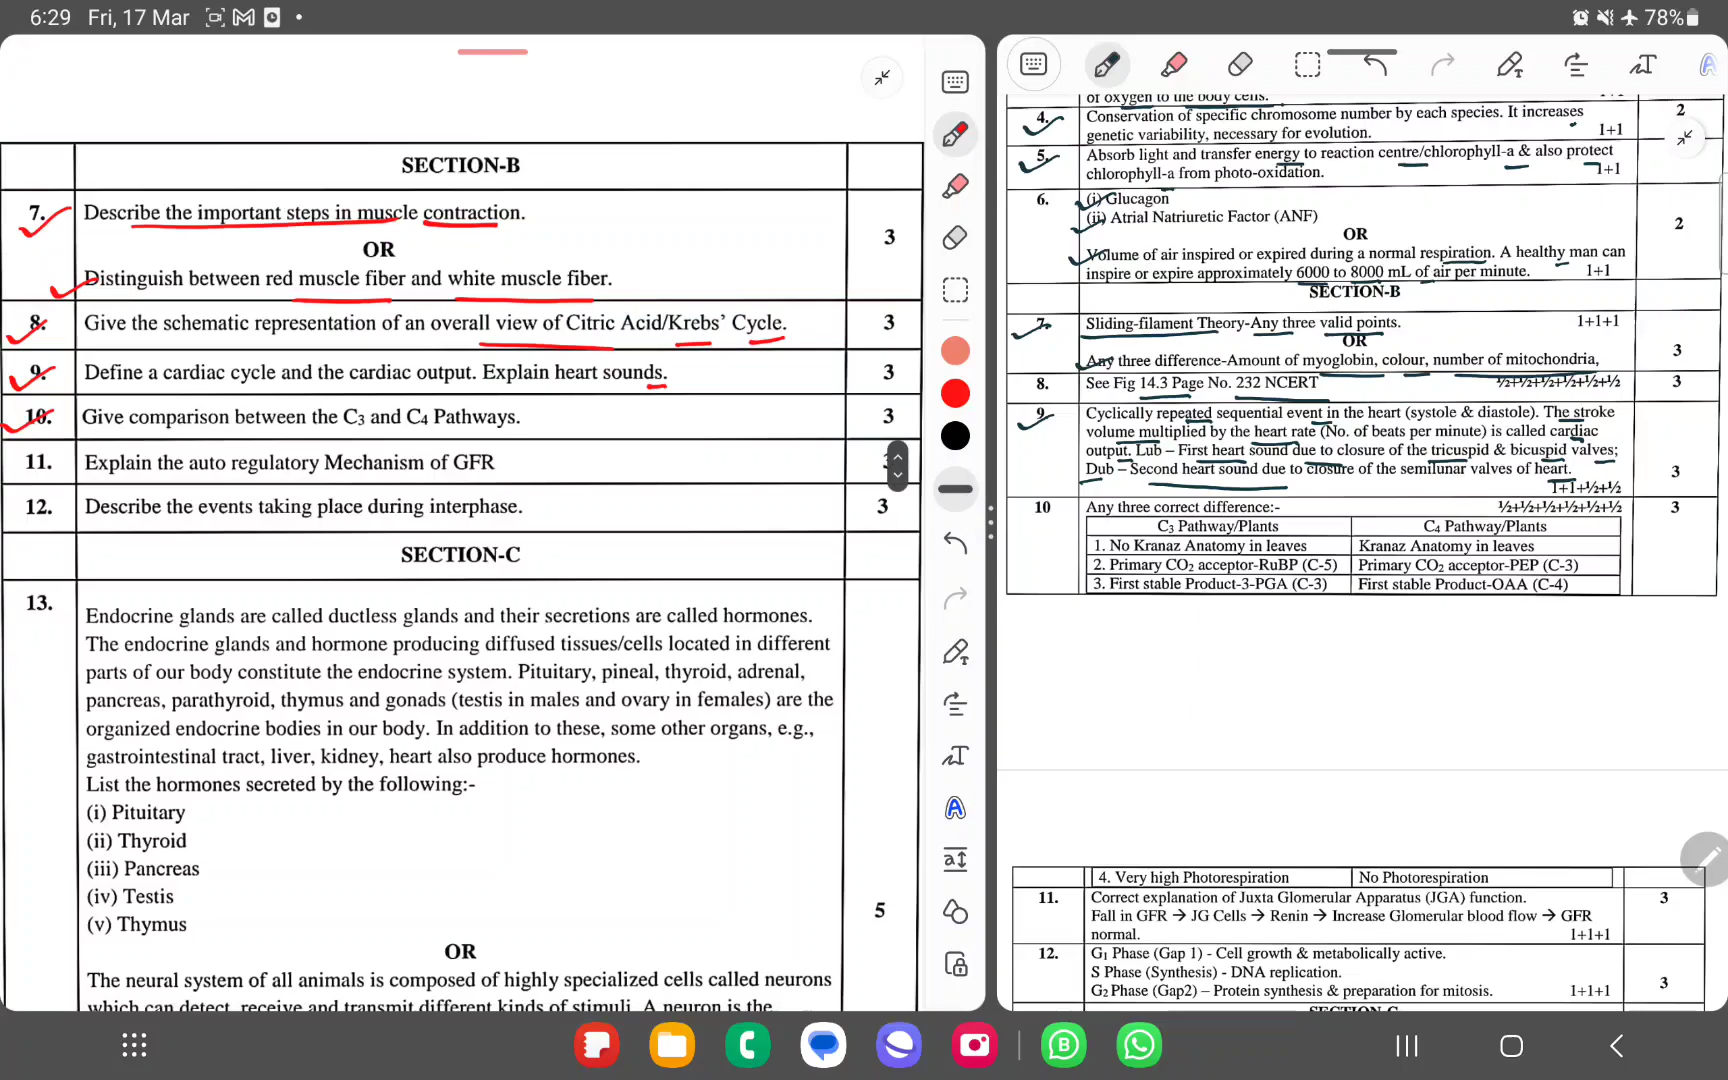 6:29 Fri, 17 Mar
78%
SECTION-B
7. Describe the important steps in muscle contraction.
OR
3
Distinguish between red muscle fiber and white muscle fiber.
8. Give the schematic representation of an overall view of Citric Acid/Krebs' Cycle. 3
9. Define a cardiac cycle and the cardiac output. Explain heart sounds. 3
10. Give comparison between the C3 and C4 Pathways. 3
11. Explain the auto regulatory Mechanism of GFR
12. Describe the events taking place during interphase. 3
SECTION-C
13.
Endocrine glands are called ductless glands and their secretions are called hormones.
The endocrine glands and hormone producing diffused tissues/cells located in different
parts of our body constitute the endocrine system. Pituitary, pineal, thyroid, adrenal,
pancreas, parathyroid, thymus and gonads (testis in males and ovary in females) are the
organized endocrine bodies in our body. In addition to these, some other organs, e.g.,
gastrointestinal tract, liver, kidney, heart also produce hormones.
List the hormones secreted by the following:-
(i) Pituitary
(ii) Thyroid
(iii) Pancreas
(iv) Testis
(v) Thymus
5
OR
The neural system of all animals is composed of highly specialized cells called neurons
which can detect, receive and transmit different kinds of stimuli. A neuron is the
of oxygen to the body cells. 1+1
4. Conservation of specific chromosome number by each species. It increases 2
genetic variability, necessary for evolution. 1+1
5. Absorb light and transfer energy to reaction centre/chlorophyll-a & also protect
chlorophyll-a from photo-oxidation. 1+1
6. (i) Glucagon
(ii) Atrial Natriuretic Factor (ANF)
2
OR
Volume of air inspired or expired during a normal respiration. A healthy man can
inspire or expire approximately 6000 to 8000 mL of air per minute. 1+1
SECTION-B
7. Sliding-filament Theory-Any three valid points. 1+1+1
OR
3
Any three difference-Amount of myoglobin, colour, number of mitochondria,
8. See Fig 14.3 Page No. 232 NCERT ½+½+½+½+½+½ 3
9. Cyclically repeated sequential event in the heart (systole & diastole). The stroke
volume multiplied by the heart rate (No. of beats per minute) is called cardiac
output. Lub – First heart sound due to closure of the tricuspid & bicuspid valves;
Dub – Second heart sound due to closure of the semilunar valves of heart. 3
1+1+½+½
10 Any three correct difference:- ½+½+½+½+½+½ 3
C3 Pathway/Plants C4 Pathway/Plants
1. No Kranaz Anatomy in leaves Kranaz Anatomy in leaves
2. Primary CO2 acceptor-RuBP (C-5) Primary CO2 acceptor-PEP (C-3)
3. First stable Product-3-PGA (C-3) First stable Product-OAA (C-4)
4. Very high Photorespiration No Photorespiration
11. Correct explanation of Juxta Glomerular Apparatus (JGA) function. 3
Fall in GFR → JG Cells → Renin → Increase Glomerular blood flow → GFR
normal. 1+1+1
12. G1 Phase (Gap 1) - Cell growth & metabolically active.
S Phase (Synthesis) - DNA replication.
3
G2 Phase (Gap2) – Protein synthesis & preparation for mitosis. 1+1+1
SECTION-C